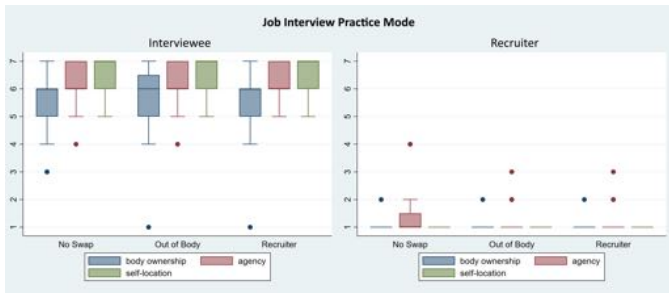 Job Interview Practice Mode
Interviewee
Recruiter
7
6
5
4
3
2
1
No Swap
Out of Body
Recruiter
body ownership
agency
self-location
7
6
5
4
3
2
1
No Swap
Out of Body
Recruiter
body ownership
agency
self-location